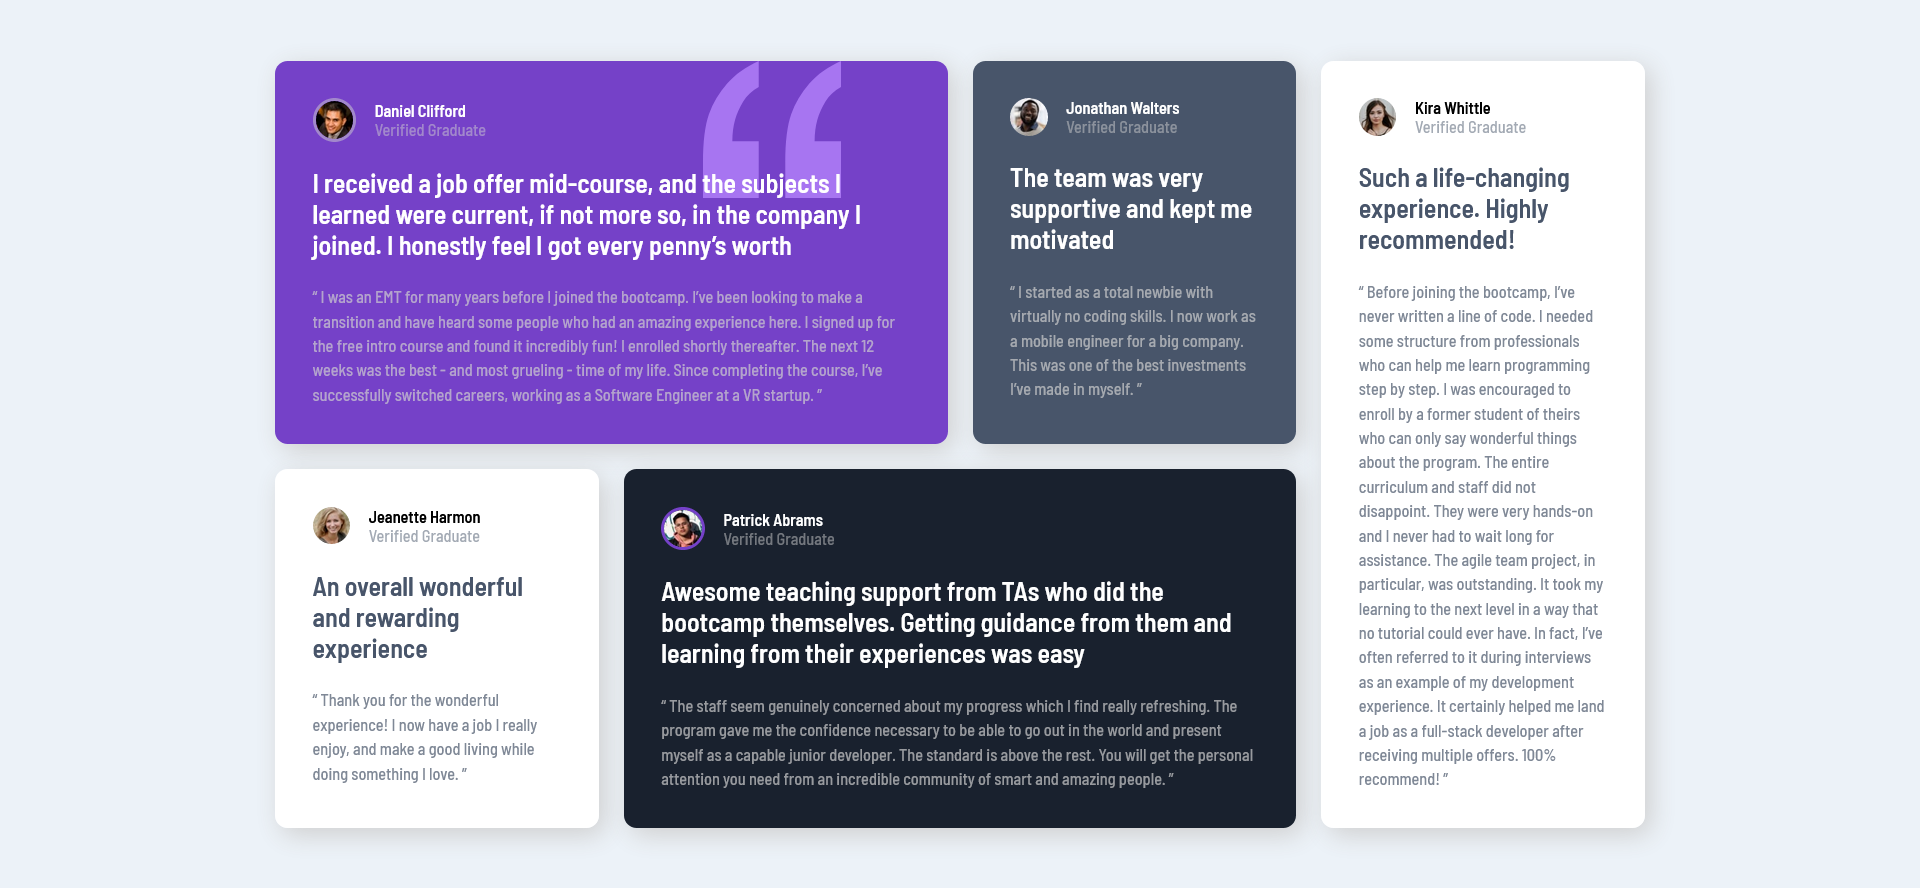 Daniel Clifford
Verified Graduate
I received a job offer mid-course, and the subjects I
learned were current, if not more so, in the company I
joined. I honestly feel I got every penny’s worth
“ I was an EMT for many years before I joined the bootcamp. I’ve been looking to make a
transition and have heard some people who had an amazing experience here. I signed up for
the free intro course and found it incredibly fun! I enrolled shortly thereafter. The next 12
weeks was the best - and most grueling - time of my life. Since completing the course, I’ve
successfully switched careers, working as a Software Engineer at a VR startup. ”
Jonathan Walters
Verified Graduate
The team was very
supportive and kept me
motivated
“ I started as a total newbie with
virtually no coding skills. I now work as
a mobile engineer for a big company.
This was one of the best investments
I’ve made in myself. ”
Kira Whittle
Verified Graduate
Such a life-changing
experience. Highly
recommended!
“ Before joining the bootcamp, I’ve
never written a line of code. I needed
some structure from professionals
who can help me learn programming
step by step. I was encouraged to
enroll by a former student of theirs
who can only say wonderful things
about the program. The entire
curriculum and staff did not
disappoint. They were very hands-on
and I never had to wait long for
assistance. The agile team project, in
particular, was outstanding. It took my
learning to the next level in a way that
no tutorial could ever have. In fact, I’ve
often referred to it during interviews
as an example of my development
experience. It certainly helped me land
a job as a full-stack developer after
receiving multiple offers. 100%
recommend! ”
Jeanette Harmon
Verified Graduate
An overall wonderful
and rewarding
experience
“ Thank you for the wonderful
experience! I now have a job I really
enjoy, and make a good living while
doing something I love. ”
Patrick Abrams
Verified Graduate
Awesome teaching support from TAs who did the
bootcamp themselves. Getting guidance from them and
learning from their experiences was easy
“ The staff seem genuinely concerned about my progress which I find really refreshing. The
program gave me the confidence necessary to be able to go out in the world and present
myself as a capable junior developer. The standard is above the rest. You will get the personal
attention you need from an incredible community of smart and amazing people. ”